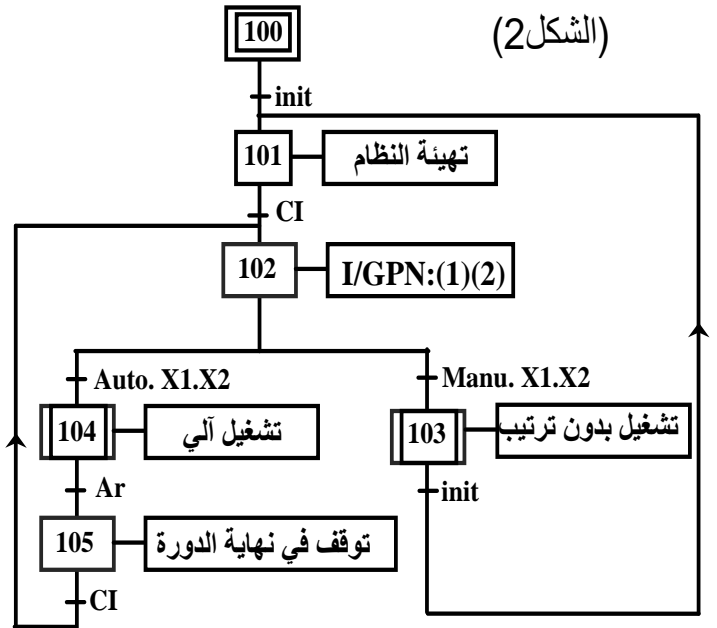 (الشكل2)
100
init
101
تهيئة النظام
CI
102
I/GPN:(1)(2)
Auto. X1.X2
Manu. X1.X2
104
تشغيل آلي
103
تشغيل بدون ترتيب
Ar
init
105
توقف في نهاية الدورة
CI